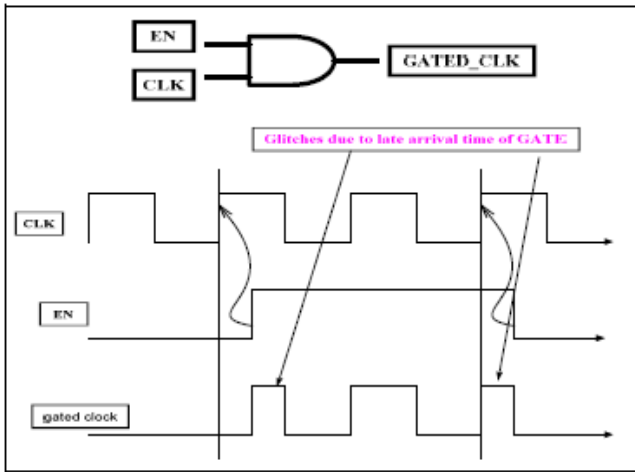 EN
CLK
GATED_CLK
Glitches due to late arrival time of GATE
CLK
EN
gated clock